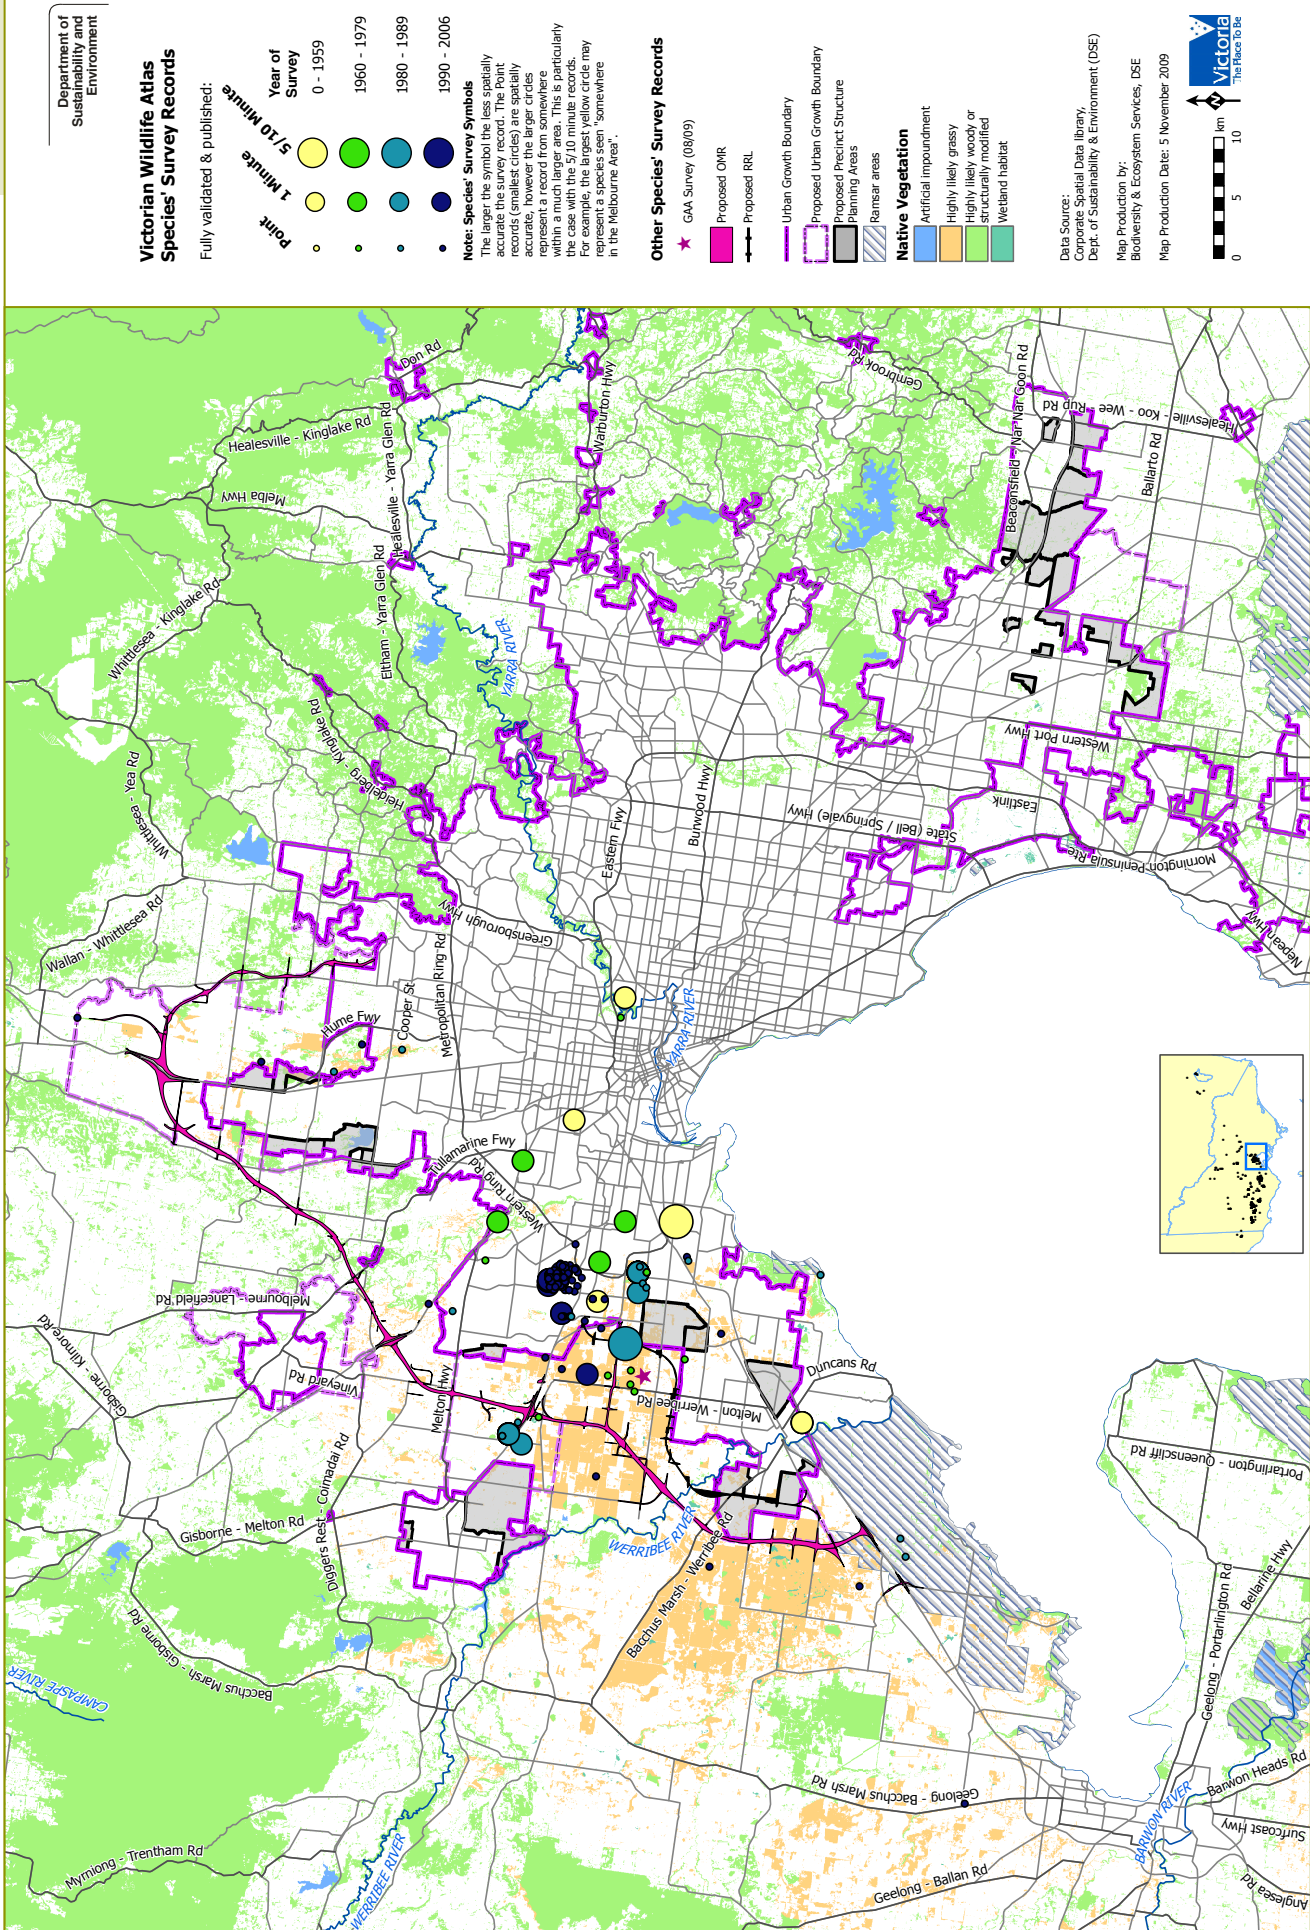 Department of
Sustainability and
Environment
Victorian Wildlife Atlas
Species' Survey Records
Fully validated & published:
Point
1 Minute
5/10 Minute
Year of
Survey
0 - 1959
1960 - 1979
1980 - 1989
1990 - 2006
Note: Species' Survey Symbols
The larger the symbol the less spatially
accurate the survey record. The Point
records (smallest circles) are spatially
accurate, however the larger circles
represent a record from somewhere
within a much larger area. This is particularly
the case with the 5/10 minute records.
For example, the largest yellow circle may
represent a species seen "somewhere
in the Melbourne Area".
Other Species' Survey Records
GAA Survey (08/09)
Proposed OMR
Proposed RRL
Urban Growth Boundary
Proposed Urban Growth Boundary
Proposed Precinct Structure
Planning Areas
Ramsar areas
Native Vegetation
Artificial impoundment
Highly likely grassy
Highly likely woody or
structurally modified
Wetland habitat
Data Source:
Corporate Spatial Data library,
Dept. of Sustainability & Environment (DSE)
Map Production by:
Biodiversity & Ecosystem Services, DSE
Map Production Date: 5 November 2009
0
5
10
km
N
Victoria
The Place To Be
Don Rd
Healesville - Kinglake Rd
Healesville - Yarra Glen Rd
Melba Hwy
Warburton Hwy
Gembrook Rd
Beaconsfield - Nar Nar Goon Rd
Healesville - Koo - Wee - Rup Rd
Ballarto Rd
Whittlesea - Kinglake Rd
Eltham - Yarra Glen Rd
YARRA RIVER
Heidelberg - Kinglake Rd
Whittlesea - Yea Rd
Western Port Hwy
Eastlink
Burwood Hwy
State (Bell / Springvale) Hwy
Eastern Fwy
Mornington Peninsula Rte
Nepean Hwy
Greensborough Hwy
Wallan - Whittlesea Rd
Metropolitan Ring Rd
Cooper St
Hume Fwy
YARRA RIVER
Tullamarine Fwy
Western Ring Rd
Melbourne - Lancefield Rd
Gisborne - Kilmore Rd
Vineyard Rd
Melton Hwy
Duncans Rd
Melton - Werribee Rd
Diggers Rest - Coimadai Rd
Gisborne - Melton Rd
WERRIBEE RIVER
Bacchus Marsh - Werribee Rd
Portarlington - Queenscliff Rd
Bacchus Marsh - Gisborne Rd
CAMPASPE RIVER
Geelong - Portarlington Rd
Bellarine Hwy
Geelong - Bacchus Marsh Rd
Barwon Heads Rd
BARWON RIVER
Surfcoast Hwy
Myrniong - Trentham Rd
WERRIBEE RIVER
Geelong - Ballan Rd
Anglesea Rd